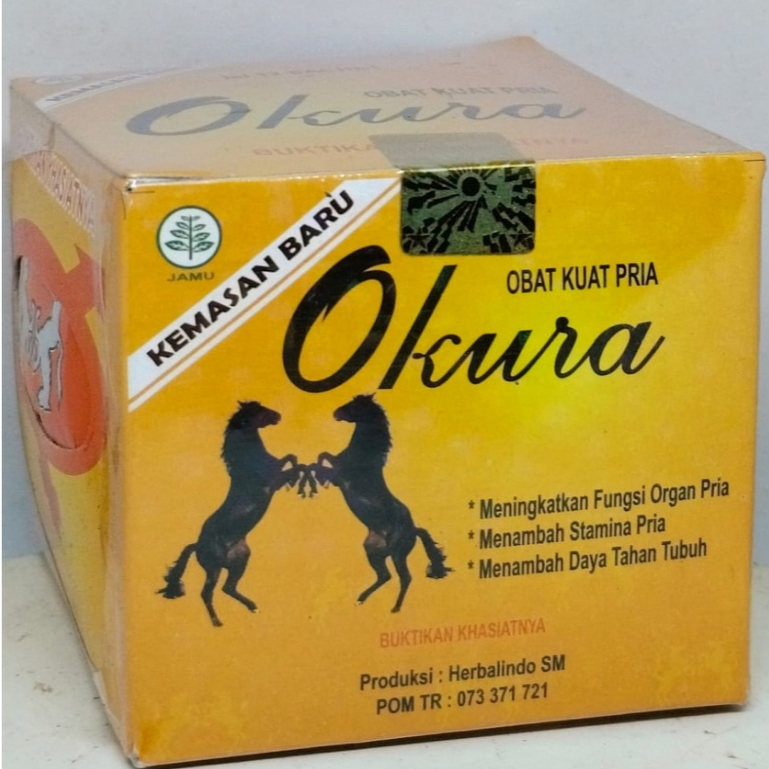 KEMASAN
OBAT KUAT PRIA
Okura
BUKTIKAN
JAMU
KEMASAN BARU
OBAT KUAT PRIA
Okura
* Meningkatkan Fungsi Organ Pria
* Menambah Stamina Pria
* Menambah Daya Tahan Tubuh
BUKTIKAN KHASIATNYA
Produksi : Herbalindo SM
POM TR : 073 371 721